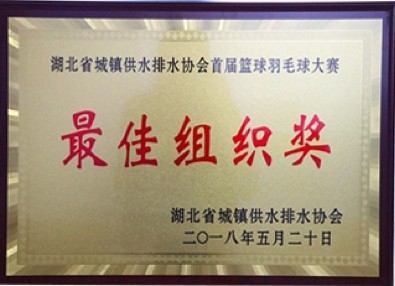 湖北省城镇供水排水协会首届篮球羽毛球大赛
最佳组织奖
湖北省城镇供水排水协会
二〇一八年五月二十日